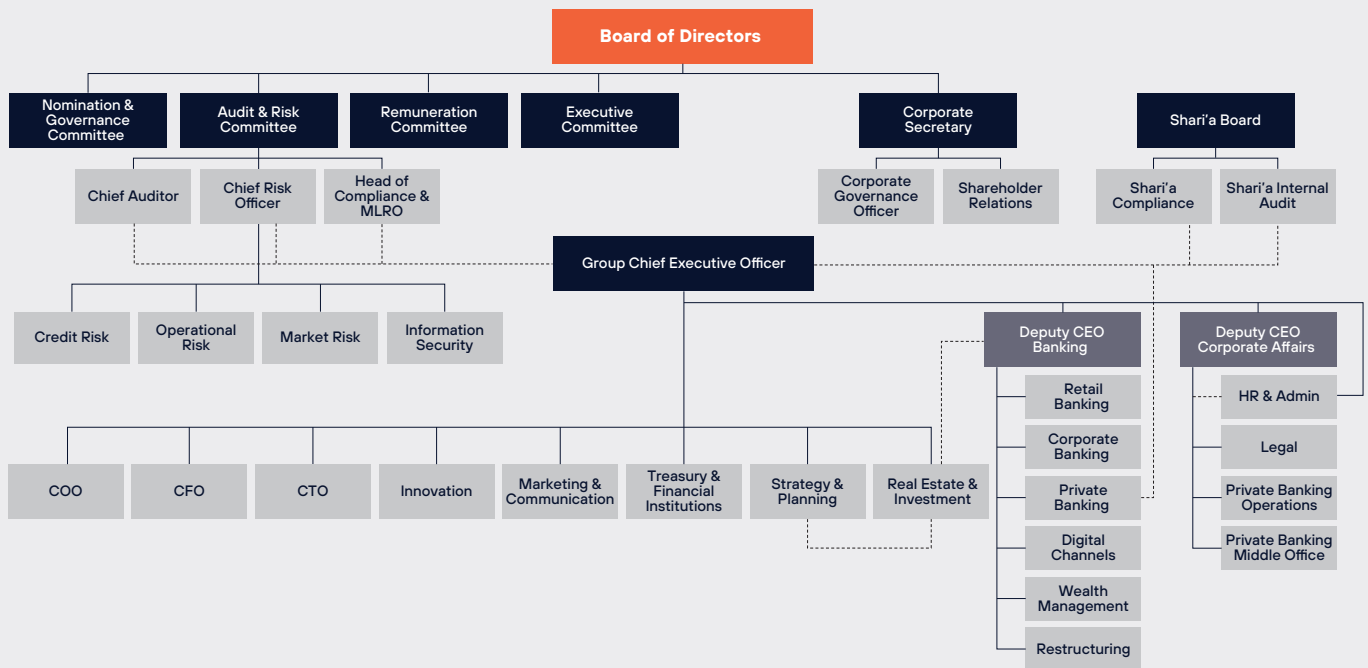 Board of Directors
Nomination &
Governance
Committee
Audit & Risk
Committee
Remuneration
Committee
Executive
Committee
Corporate
Secretary
Shari'a Board
Chief Auditor
Chief Risk
Officer
Head of
Compliance &
MLRO
Corporate
Governance
Officer
Shareholder
Relations
Shari'a
Compliance
Shari'a Internal
Audit
Group Chief Executive Officer
Credit Risk
Operational
Risk
Market Risk
Information
Security
Deputy CEO
Banking
Deputy CEO
Corporate Affairs
Retail
Banking
Corporate
Banking
Private
Banking
Digital
Channels
Wealth
Management
Restructuring
HR & Admin
Legal
Private Banking
Operations
Private Banking
Middle Office
COO
CFO
CTO
Innovation
Marketing &
Communication
Treasury &
Financial
Institutions
Strategy &
Planning
Real Estate &
Investment